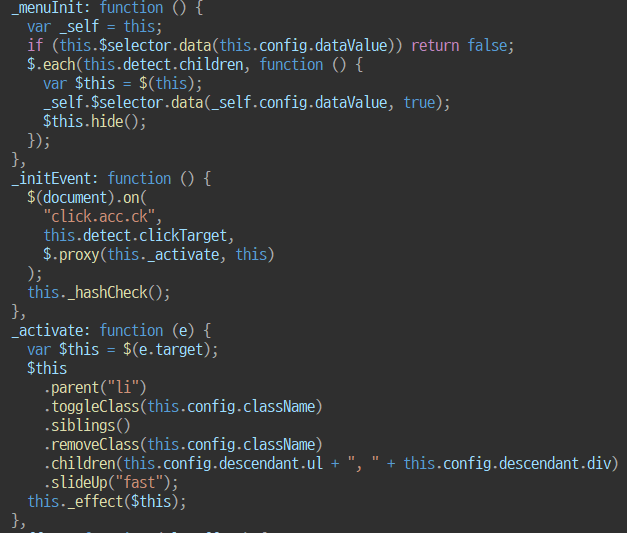 _menuInit: function () {
var _self = this;
if (this.$selector.data(this.config.dataValue)) return false;
$.each(this.detect.children, function () {
var $this = $(this);
_self.$selector.data(_self.config.dataValue, true);
$this.hide();
});
},
_initEvent: function () {
$(document).on(
"click.acc.ck",
this.detect.clickTarget,
$.proxy(this._activate, this)
);
this._hashCheck();
},
_activate: function (e) {
var $this = $(e.target);
$this
.parent("li")
.toggleClass(this.config.className)
.siblings()
.removeClass(this.config.className)
.children(this.config.descendant.ul + ", " + this.config.descendant.div)
.slideUp("fast");
this._effect($this);
},